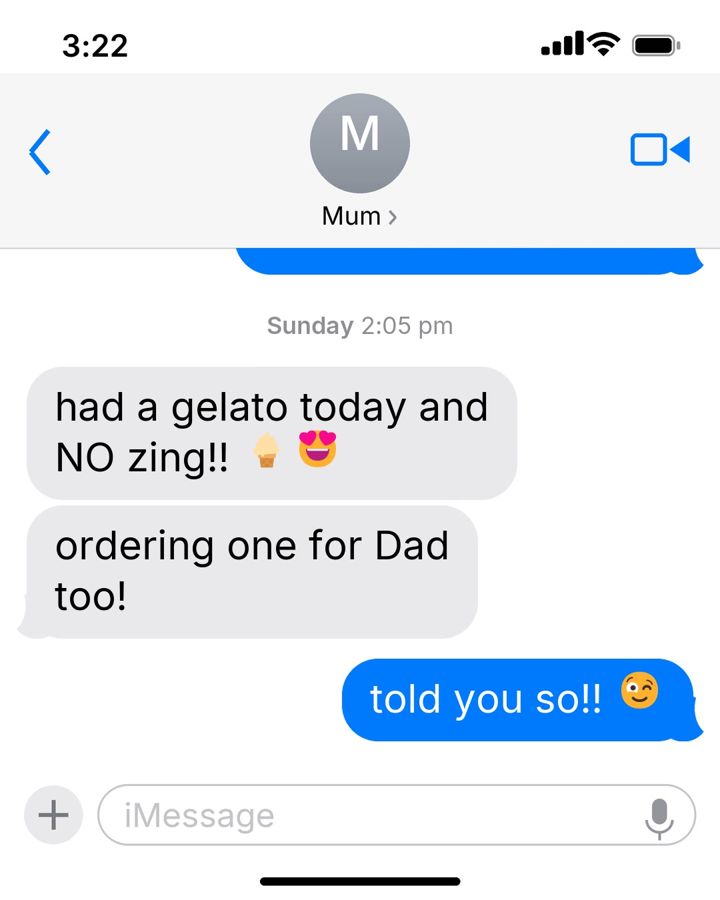 3:22
M
Mum ›
Sunday 2:05 pm
had a gelato today and
NO zing!! 🍦 😍
ordering one for Dad
too!
told you so!! 😉
iMessage